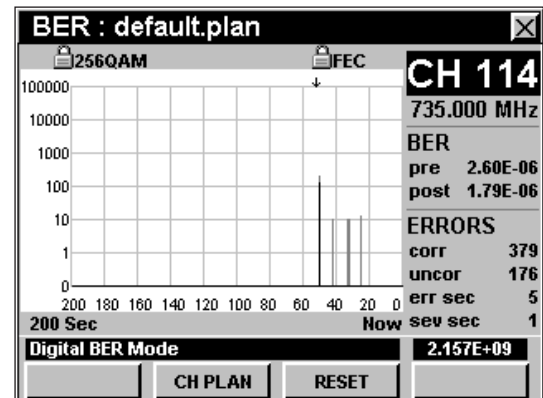 BER : default.plan
256QAM FEC
CH 114
735.000 MHz
BER
pre 2.60E-06
post 1.79E-06
ERRORS
corr 379
uncor 176
err sec 5
sev sec 1
100000
10000
1000
100
10
1
0
200 180 160 140 120 100 80 60 40 20 0
200 Sec Now
Digital BER Mode 2.157E+09
CH PLAN RESET